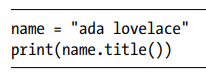 name = "ada lovelace"
print(name.title())